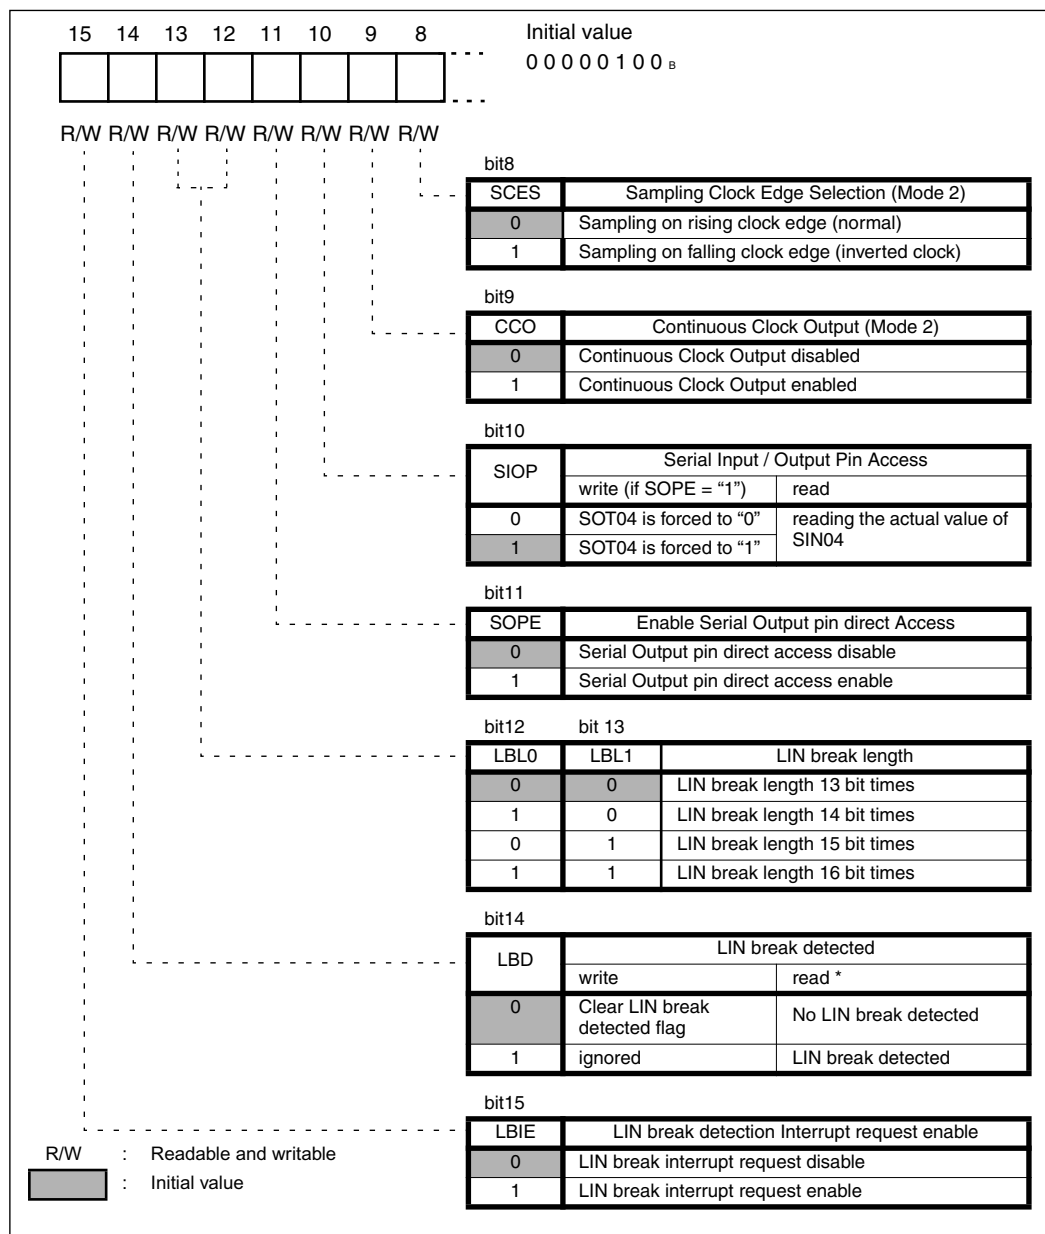 15 14 13 12 11 10 9 8 Initial value
0 0 0 0 0 1 0 0 B
R/W R/W R/W R/W R/W R/W R/W R/W
bit8
SCES Sampling Clock Edge Selection (Mode 2)
0 Sampling on rising clock edge (normal)
1 Sampling on falling clock edge (inverted clock)
bit9
CCO Continuous Clock Output (Mode 2)
0 Continuous Clock Output disabled
1 Continuous Clock Output enabled
bit10
SIOP Serial Input / Output Pin Access
write (if SOPE = “1”) read
0 SOT04 is forced to “0” reading the actual value of
SIN04
1 SOT04 is forced to “1”
bit11
SOPE Enable Serial Output pin direct Access
0 Serial Output pin direct access disable
1 Serial Output pin direct access enable
bit12 bit 13
LBL0 LBL1 LIN break length
0 0 LIN break length 13 bit times
1 0 LIN break length 14 bit times
0 1 LIN break length 15 bit times
1 1 LIN break length 16 bit times
bit14
LBD LIN break detected
write read *
0 Clear LIN break
detected flag No LIN break detected
1 ignored LIN break detected
bit15
LBIE LIN break detection Interrupt request enable
0 LIN break interrupt request disable
1 LIN break interrupt request enable
R/W : Readable and writable
: Initial value